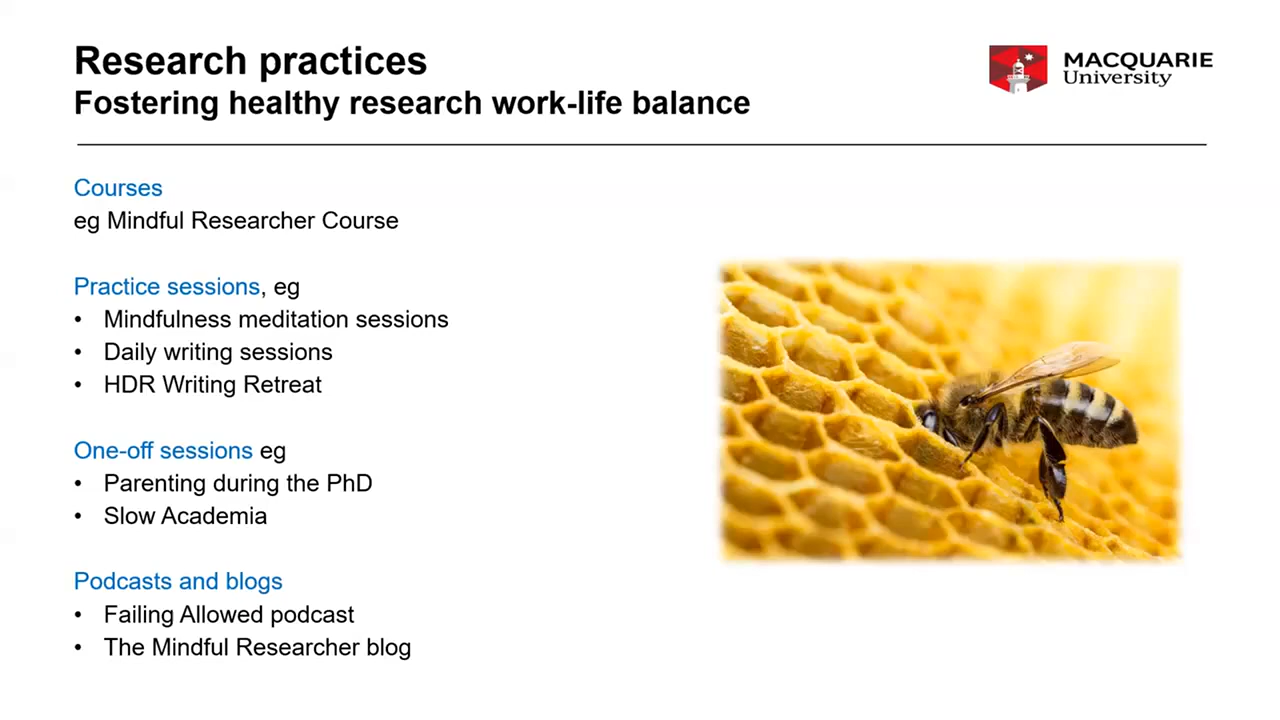 Research practices
Fostering healthy research work-life balance
MACQUARIE
University
Courses
eg Mindful Researcher Course
Practice sessions, eg
• Mindfulness meditation sessions
• Daily writing sessions
• HDR Writing Retreat
One-off sessions eg
• Parenting during the PhD
• Slow Academia
Podcasts and blogs
• Failing Allowed podcast
• The Mindful Researcher blog